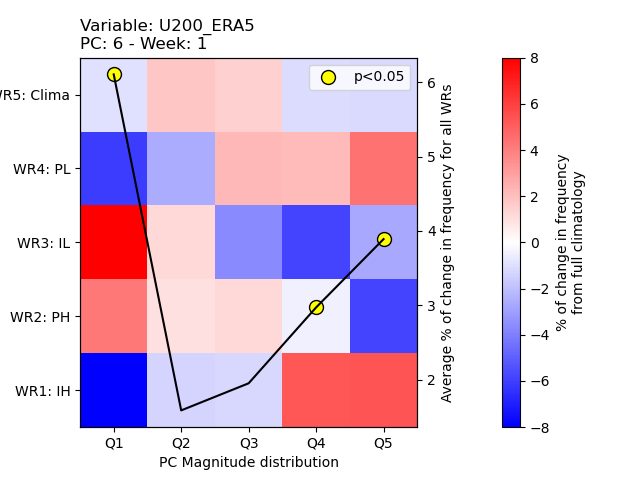 Variable: U200_ERA5
PC: 6 - Week: 1
p<0.05
WR5: Clima
WR4: PL
WR3: IL
WR2: PH
WR1: IH
Q1 Q2 Q3 Q4 Q5
PC Magnitude distribution
6
5
4
3
2
Average % of change in frequency for all WRs
8
6
4
2
0
−2
−4
−6
−8
% of change in frequency
from full climatology